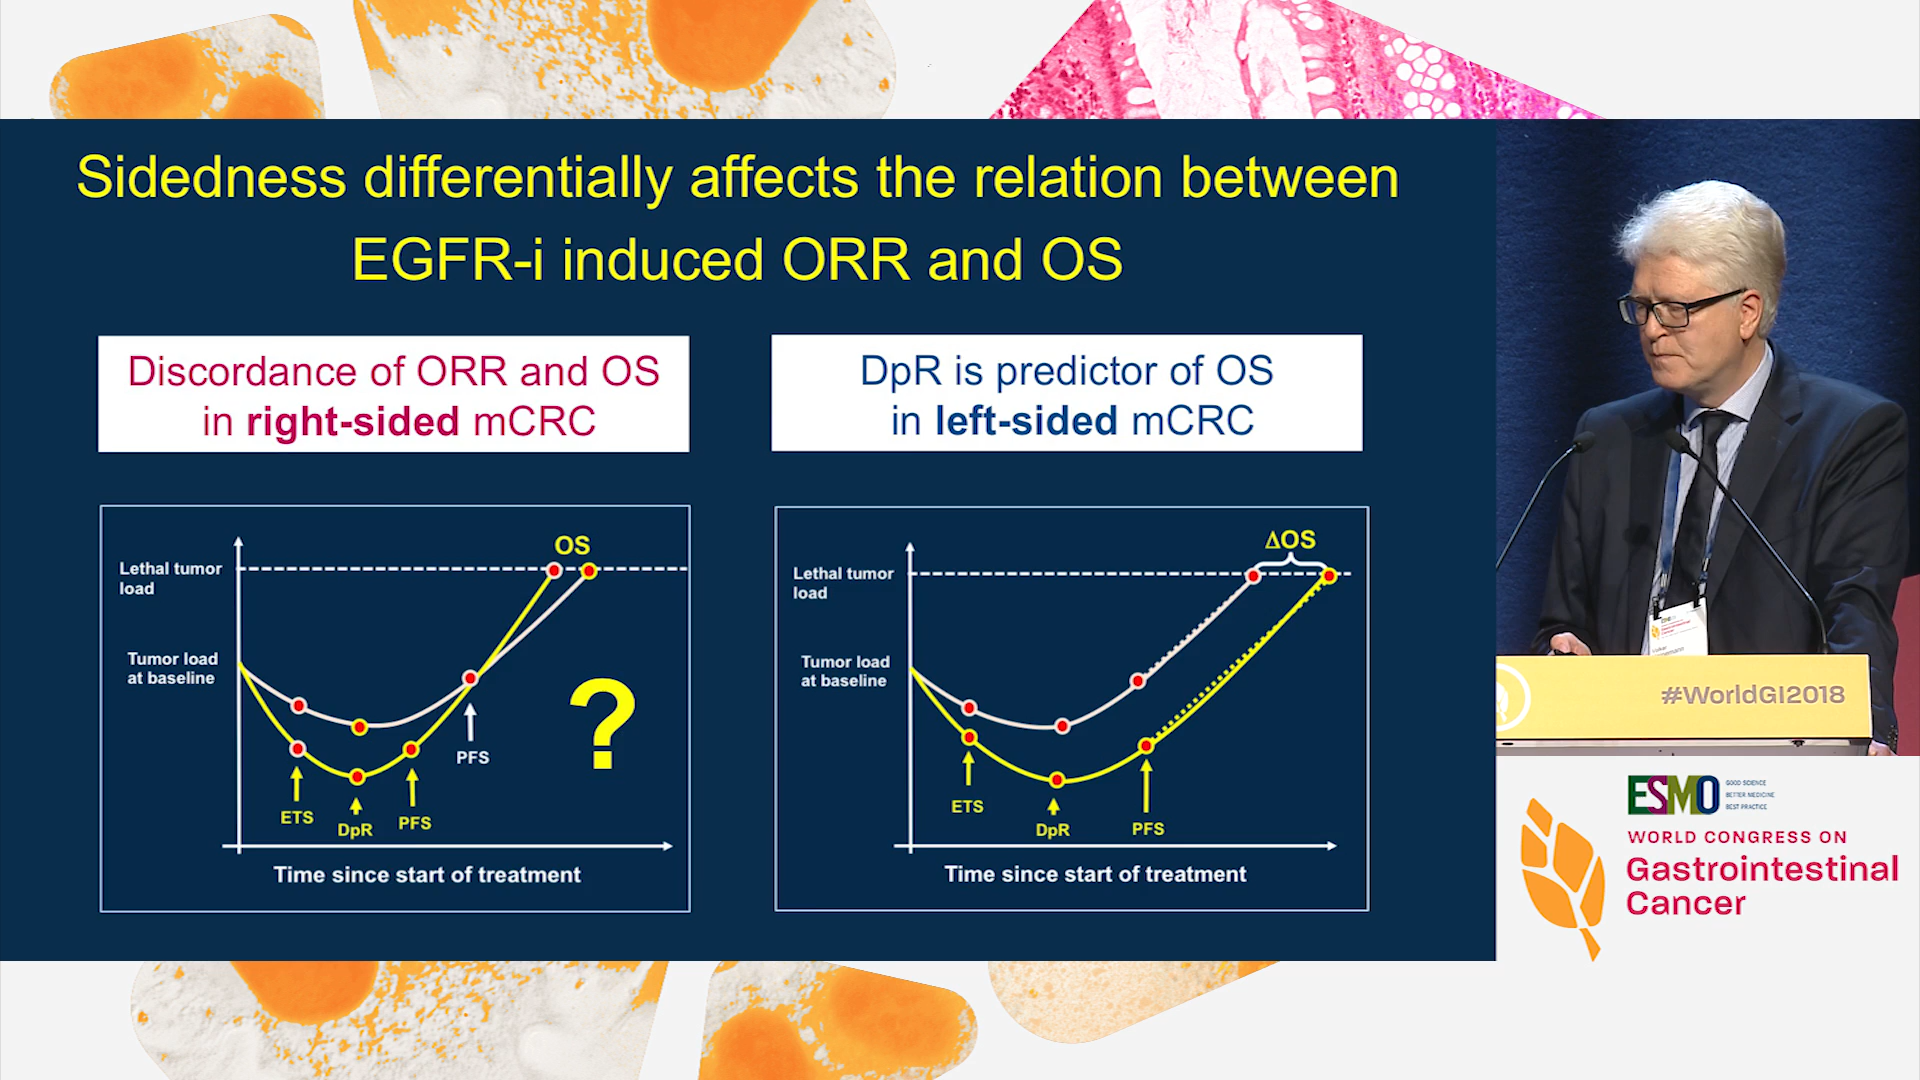 Sidedness differentially affects the relation between
EGFR-i induced ORR and OS
Discordance of ORR and OS
in right-sided mCRC
DpR is predictor of OS
in left-sided mCRC
OS
Lethal tumor
load
Tumor load
at baseline
?
PFS
ETS
DpR
PFS
Time since start of treatment
ΔOS
Lethal tumor
load
Tumor load
at baseline
ETS
DpR
PFS
Time since start of treatment
Gastrointestinal
Cancer
#WorldGI2018
ESMO
GOOD SCIENCE
BETTER MEDICINE
BEST PRACTICE
WORLD CONGRESS ON
Gastrointestinal
Cancer